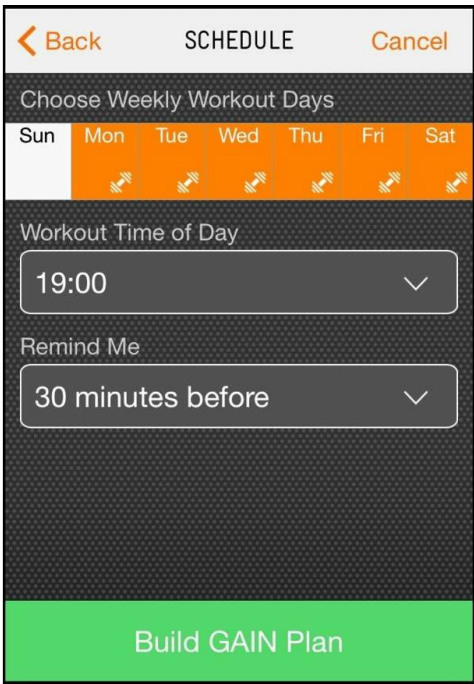 Back SCHEDULE Cancel
Choose Weekly Workout Days
Sun Mon Tue Wed Thu Fri Sat
Workout Time of Day
19:00
Remind Me
30 minutes before
Build GAIN Plan